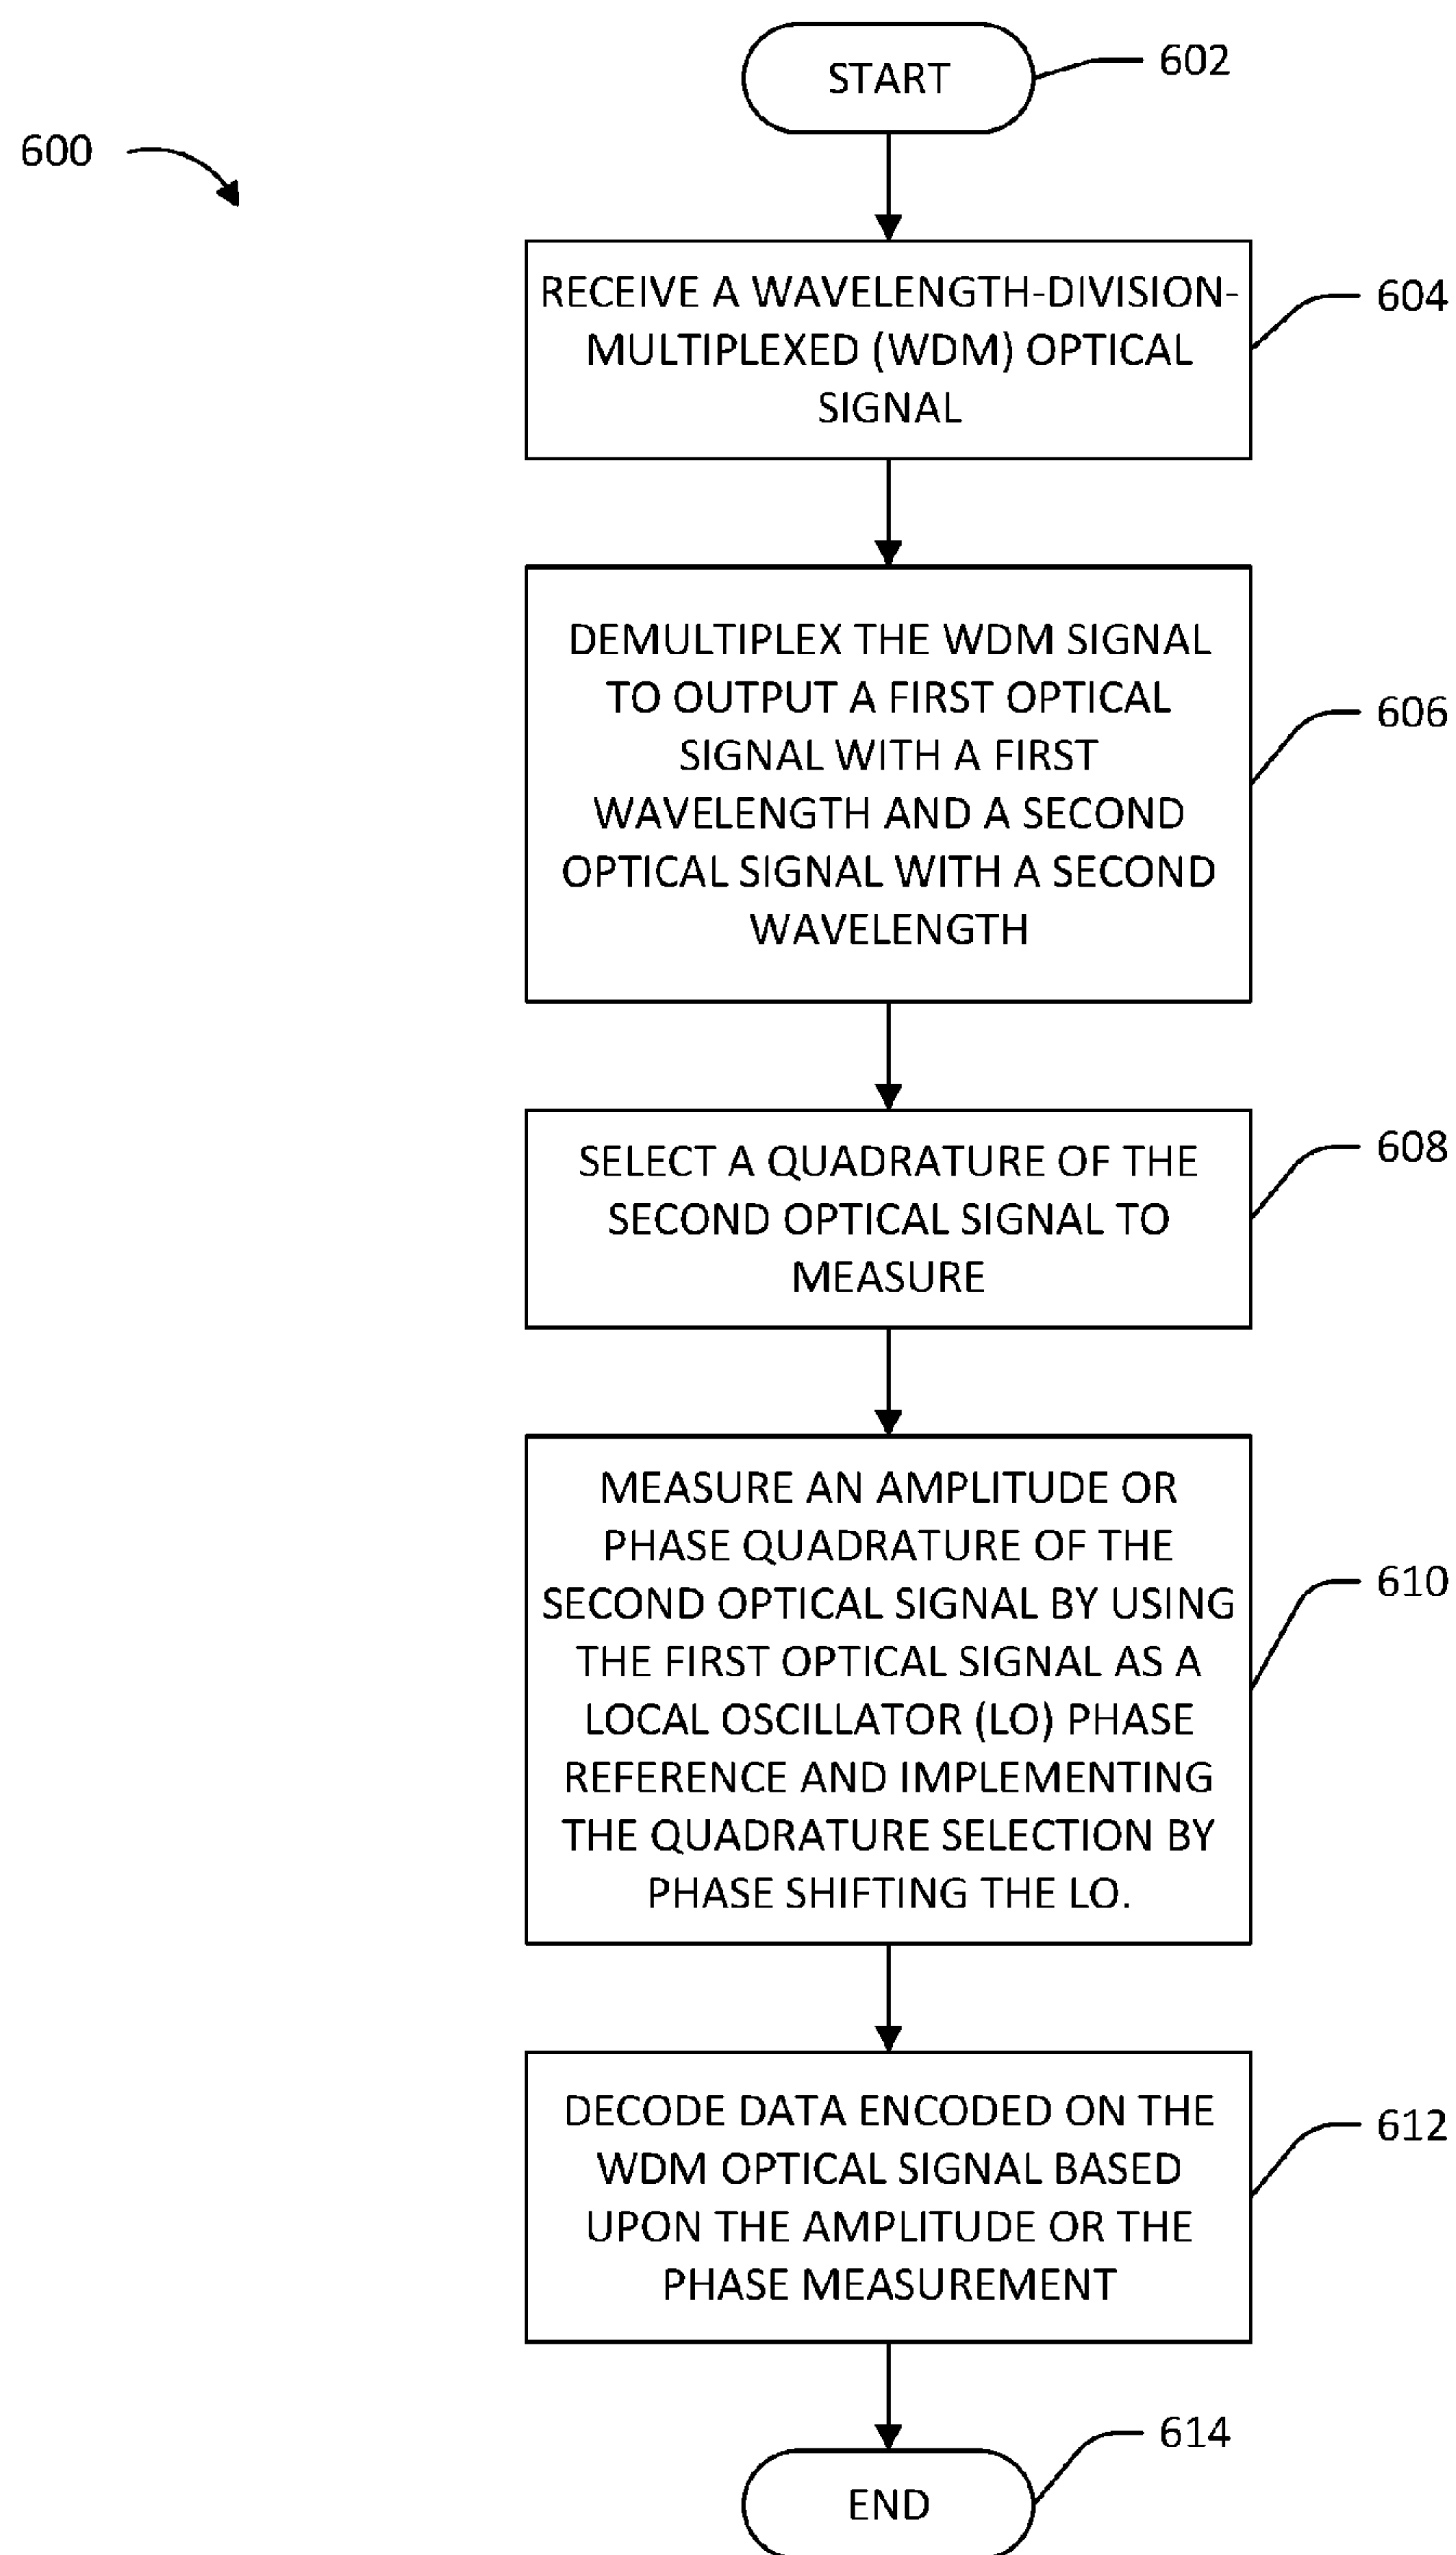 START
602
600
RECEIVE A WAVELENGTH-DIVISION-
MULTIPLEXED (WDM) OPTICAL
SIGNAL
604
DEMULTIPLEX THE WDM SIGNAL
TO OUTPUT A FIRST OPTICAL
SIGNAL WITH A FIRST
WAVELENGTH AND A SECOND
OPTICAL SIGNAL WITH A SECOND
WAVELENGTH
606
SELECT A QUADRATURE OF THE
SECOND OPTICAL SIGNAL TO
MEASURE
608
MEASURE AN AMPLITUDE OR
PHASE QUADRATURE OF THE
SECOND OPTICAL SIGNAL BY USING
THE FIRST OPTICAL SIGNAL AS A
LOCAL OSCILLATOR (LO) PHASE
REFERENCE AND IMPLEMENTING
THE QUADRATURE SELECTION BY
PHASE SHIFTING THE LO.
610
DECODE DATA ENCODED ON THE
WDM OPTICAL SIGNAL BASED
UPON THE AMPLITUDE OR THE
PHASE MEASUREMENT
612
614
END